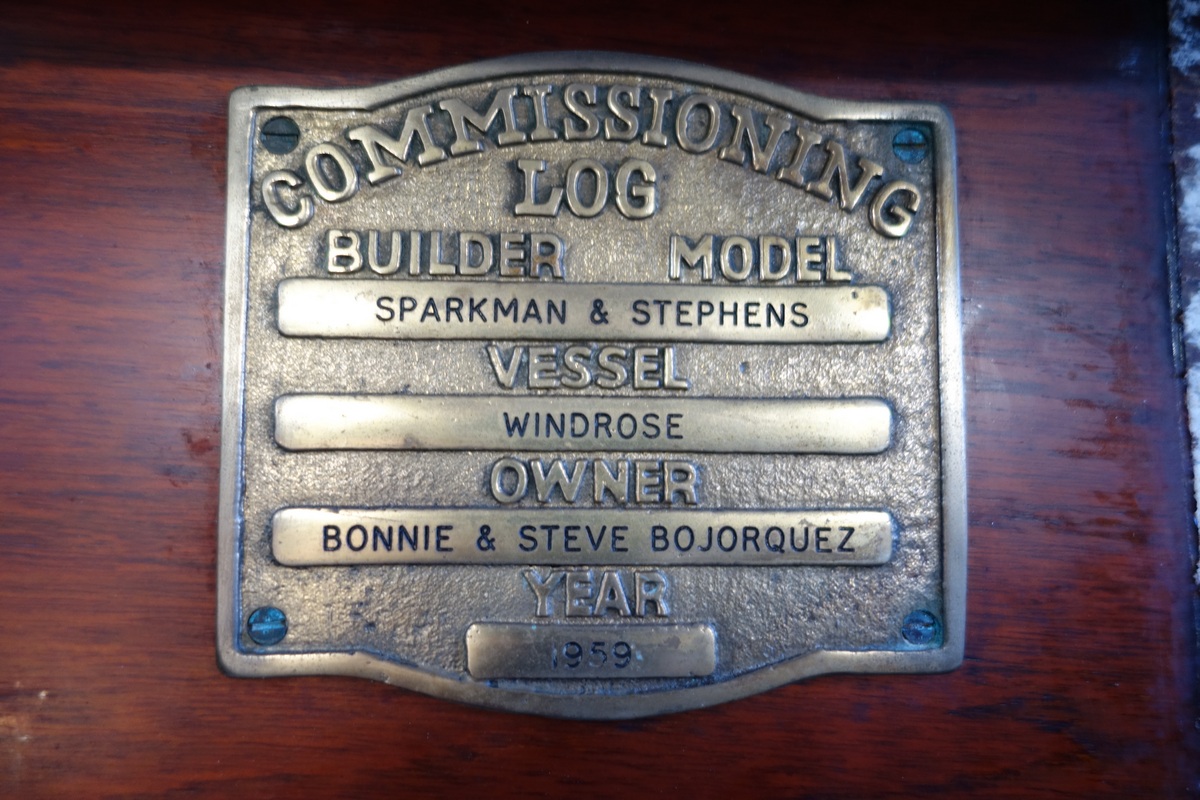 COMMISSIONING
LOG
BUILDER MODEL
SPARKMAN & STEPHENS
VESSEL
WINDROSE
OWNER
BONNIE & STEVE BOJORQUEZ
YEAR
1959